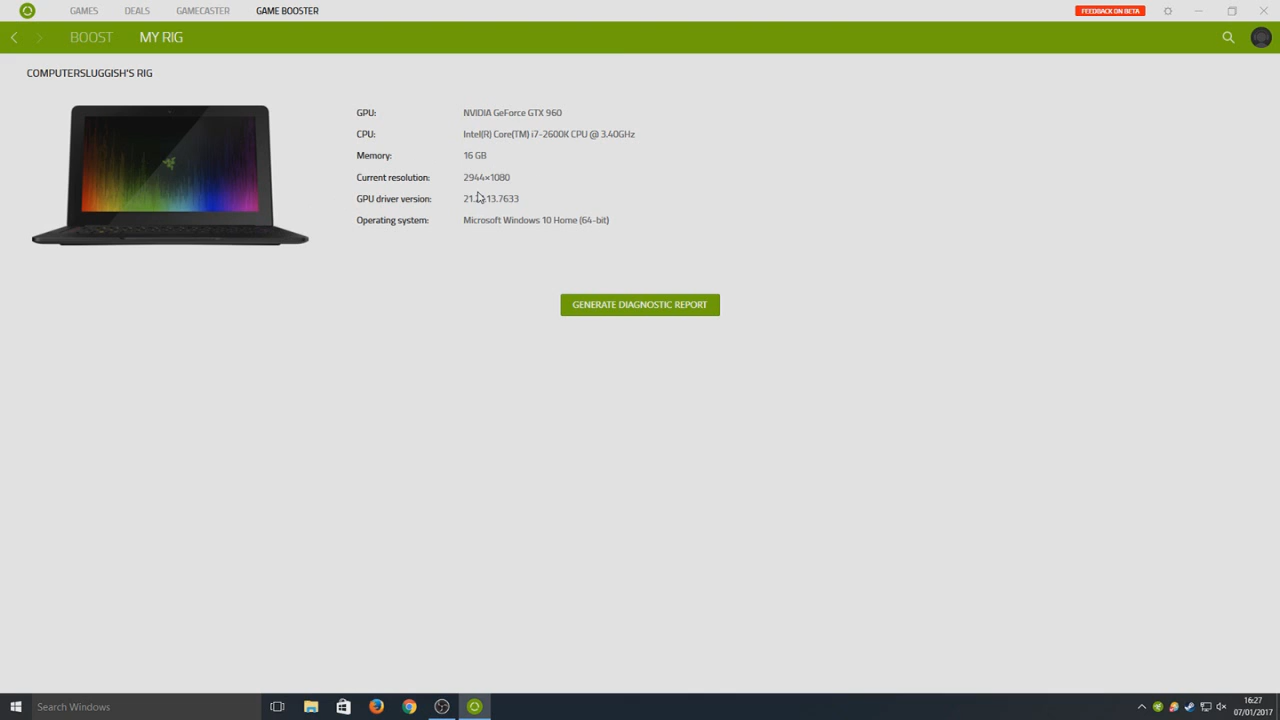 GAMES DEALS GAMECASTER GAME BOOSTER FEEDBACK ON BETA
BOOST MY RIG
COMPUTERSLUGGISH'S RIG
GPU: NVIDIA GeForce GTX 960
CPU: Intel(R) Core(TM) i7-2600K CPU @ 3.40GHz
Memory: 16 GB
Current resolution: 2944×1080
GPU driver version:
Operating system: Microsoft Windows 10 Home (64-bit)
GENERATE DIAGNOSTIC REPORT
Search Windows
16:27
07/01/2017